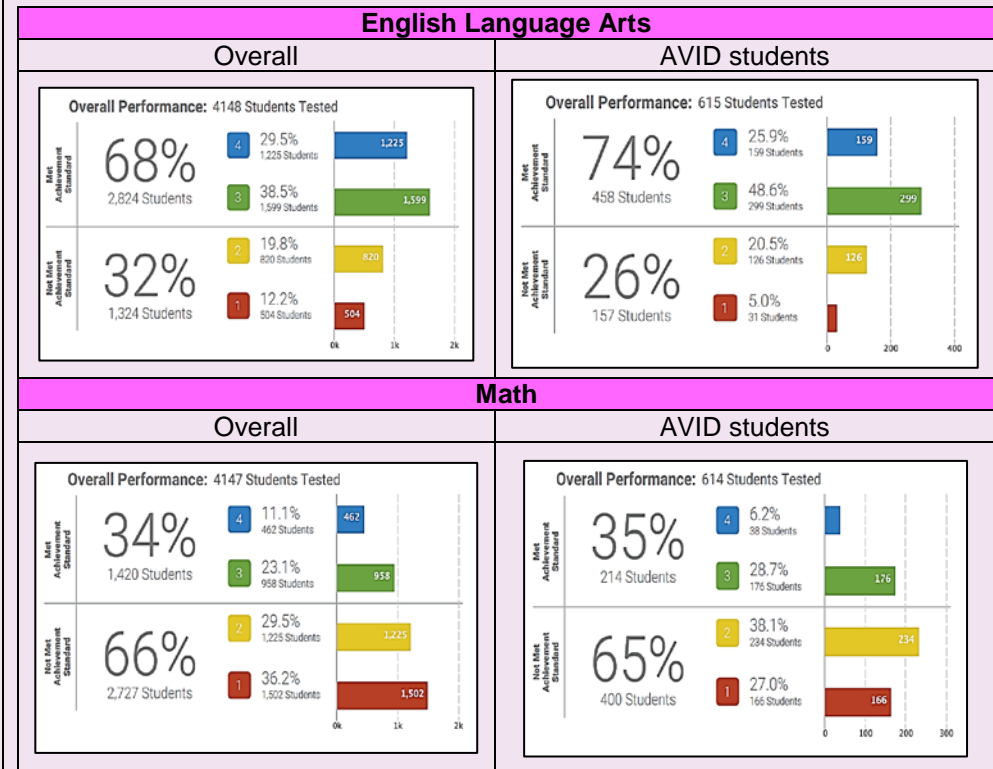 English Language Arts
Overall
AVID students
Overall Performance: 4148 Students Tested
Met Achievement Standard
68%
2,824 Students
4
29.5%
1,225 Students
1,225
3
38.5%
1,599 Students
1,599
Not Met Achievement Standard
32%
1,324 Students
2
19.8%
820 Students
820
1
12.2%
504 Students
504
0k 1k 2k
Overall Performance: 615 Students Tested
Met Achievement Standard
74%
458 Students
4
25.9%
159 Students
159
3
48.6%
299 Students
299
Not Met Achievement Standard
26%
157 Students
2
20.5%
126 Students
126
1
5.0%
31 Students
0 200 400
Math
Overall
AVID students
Overall Performance: 4147 Students Tested
Met Achievement Standard
34%
1,420 Students
4
11.1%
462 Students
462
3
23.1%
958 Students
958
Not Met Achievement Standard
66%
2,727 Students
2
29.5%
1,225 Students
1,225
1
36.2%
1,502 Students
1,502
0k 1k 2k
Overall Performance: 614 Students Tested
Met Achievement Standard
35%
214 Students
4
6.2%
38 Students
3
28.7%
176 Students
176
Not Met Achievement Standard
65%
400 Students
2
38.1%
234 Students
234
1
27.0%
166 Students
166
0 100 200 300